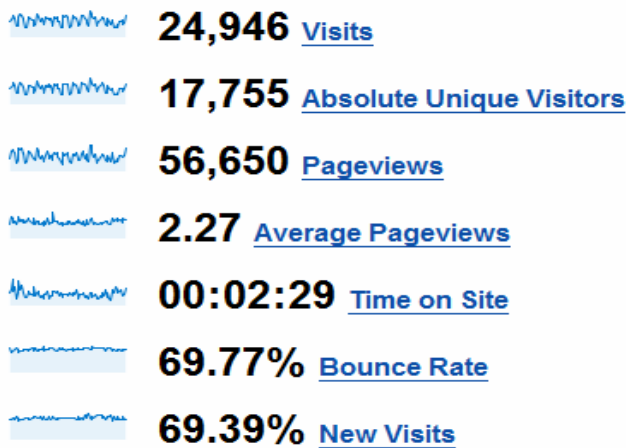 24,946 Visits
17,755 Absolute Unique Visitors
56,650 Pageviews
2.27 Average Pageviews
00:02:29 Time on Site
69.77% Bounce Rate
69.39% New Visits